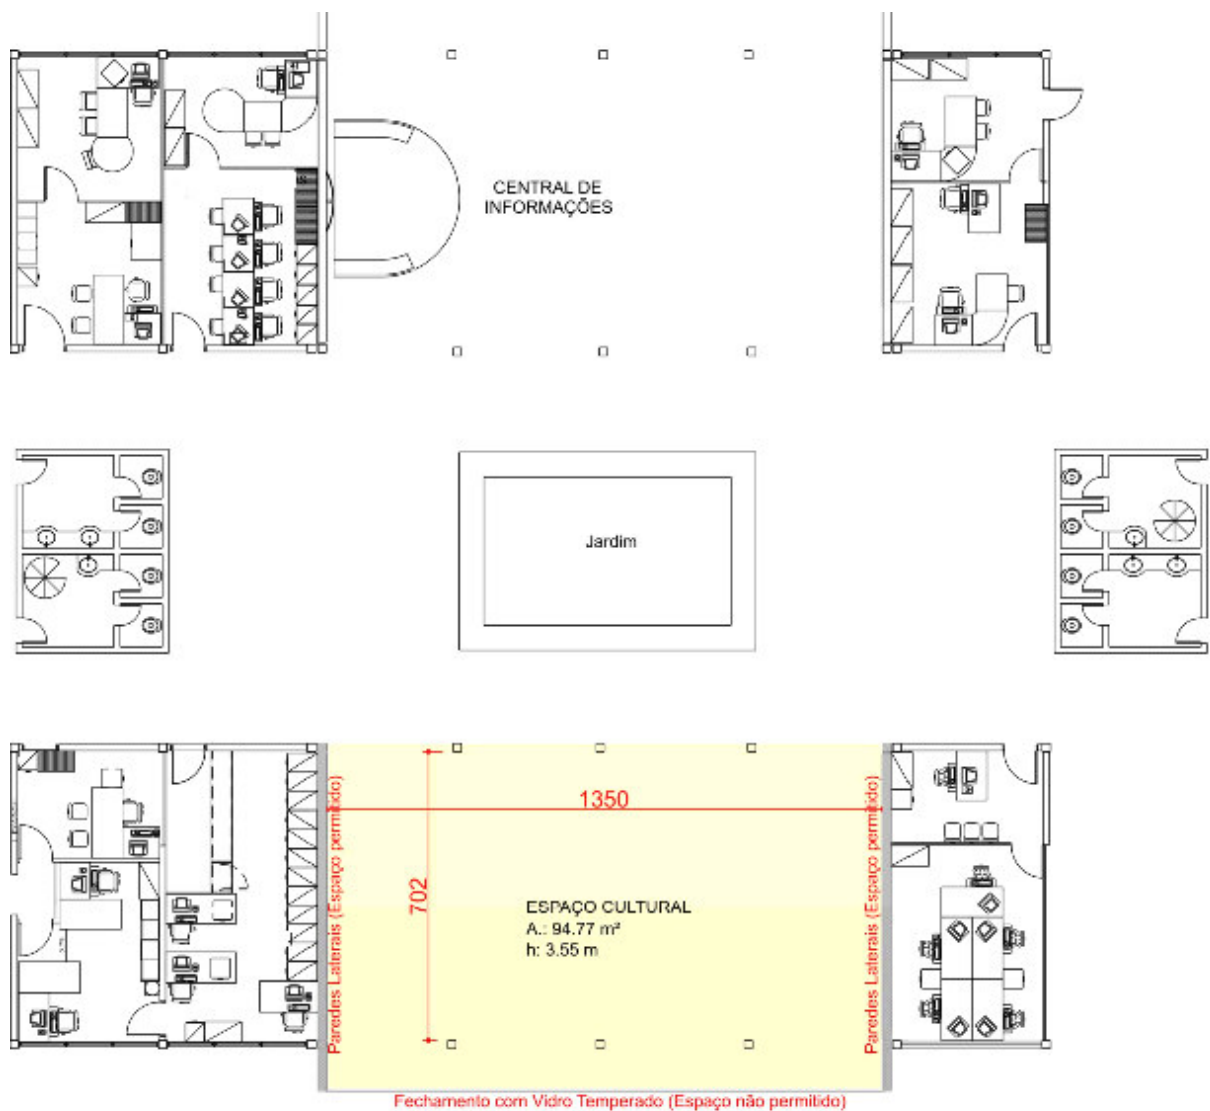 CENTRAL DE
INFORMAÇÕES
Jardim
Paredes Laterais (Espaço permitido)
1350
702
ESPAÇO CULTURAL
A.: 94.77 m²
h: 3.55 m
Paredes Laterais (Espaço permitido)
Fechamento com Vidro Temperado (Espaço não permitido)